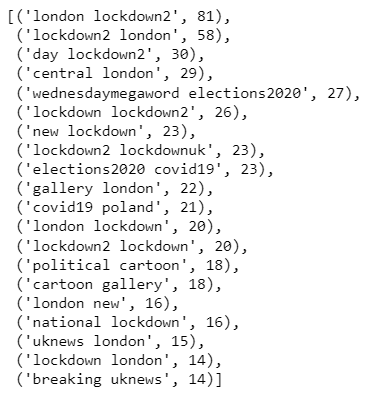 [('london lockdown2', 81),
('lockdown2 london', 58),
('day lockdown2', 30),
('central london', 29),
('wednesdaymegaword elections2020', 27),
('lockdown lockdown2', 26),
('new lockdown', 23),
('lockdown2 lockdownuk', 23),
('elections2020 covid19', 23),
('gallery london', 22),
('covid19 poland', 21),
('london lockdown', 20),
('lockdown2 lockdown', 20),
('political cartoon', 18),
('cartoon gallery', 18),
('london new', 16),
('national lockdown', 16),
('uknews london', 15),
('lockdown london', 14),
('breaking uknews', 14)]